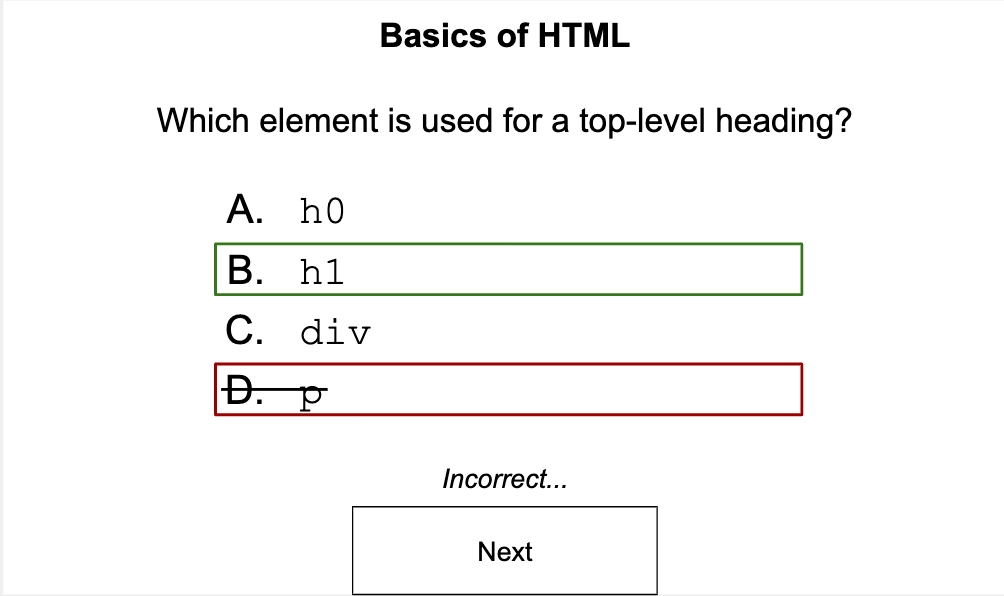 Basics of HTML
Which element is used for a top-level heading?
A. h0
B. h1
C. div
D. p
Incorrect...
Next